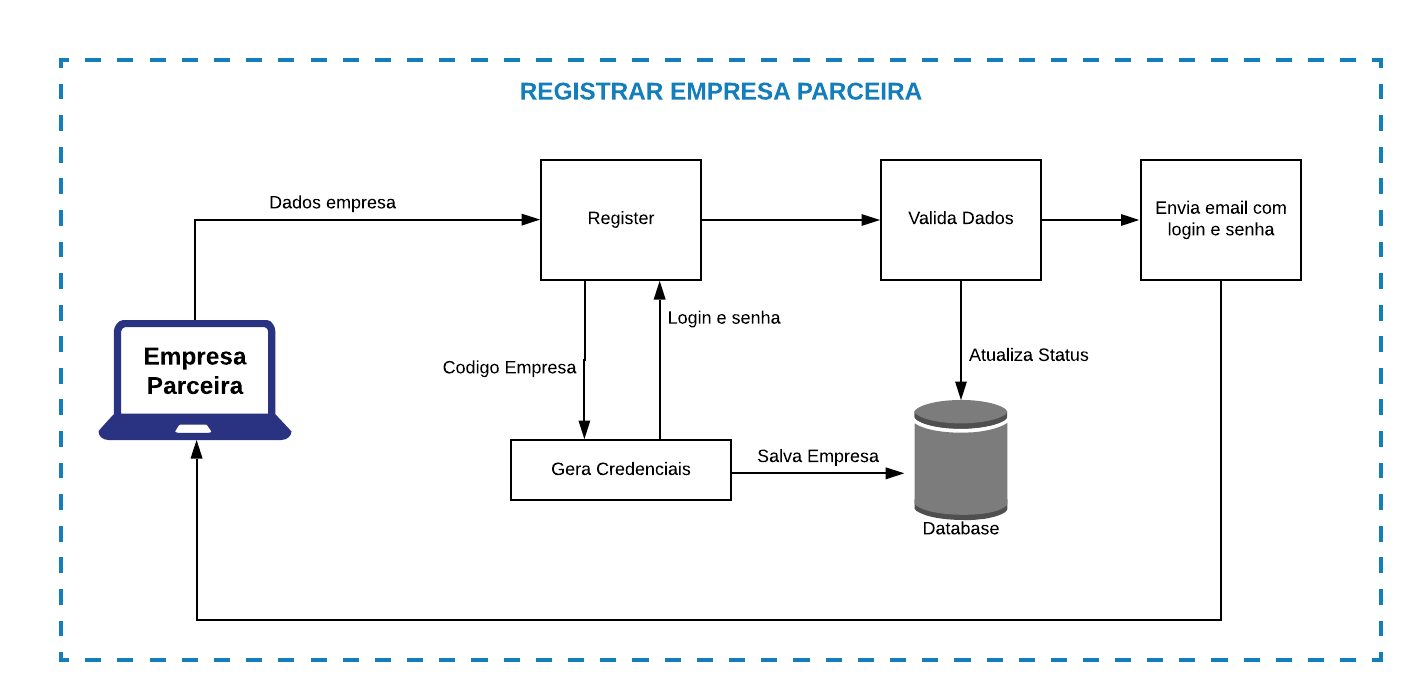 REGISTRAR EMPRESA PARCEIRA
Dados empresa
Register
Valida Dados
Envia email com
login e senha
Login e senha
Codigo Empresa
Atualiza Status
Empresa
Parceira
Gera Credenciais
Salva Empresa
Database